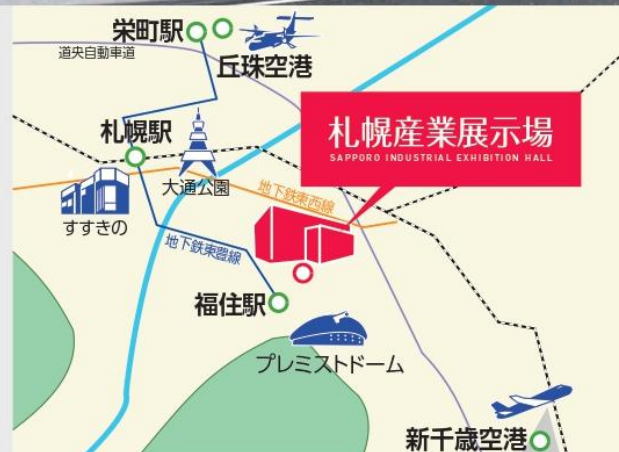 栄町駅
道央自動車道
丘珠空港
札幌産業展示場
SAPPORO INDUSTRIAL EXHIBITION HALL
札幌駅
大通公園
地下鉄東西線
すすきの
地下鉄東豊線
福住駅
プレミストドーム
新千歳空港